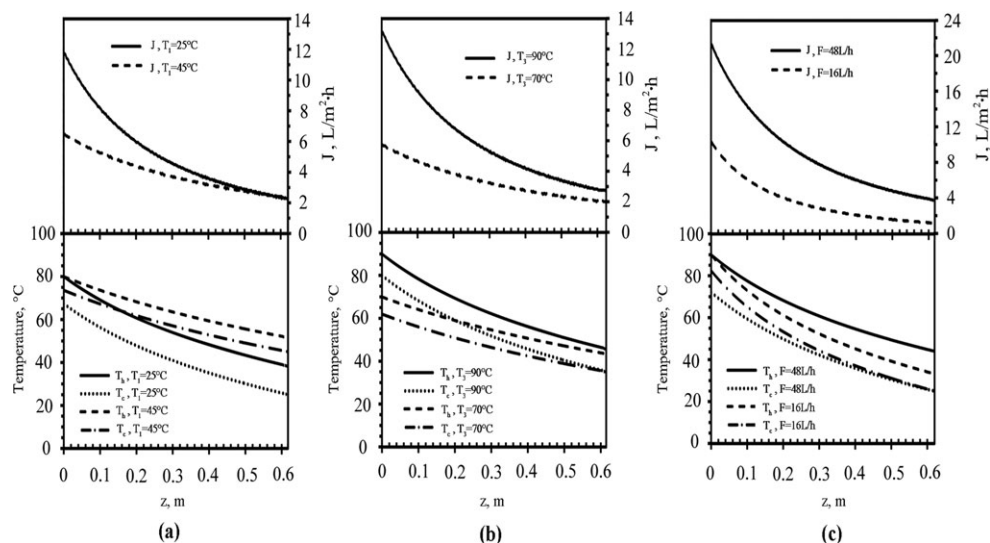 J , T₁=25°C
J , T₁=45°C
14
12
10
8
6
4
2
0
J, L/m²·h
100
80
60
40
20
0
Temperature, °C
Tₕ , T₁=25°C
T꜀ , T₁=25°C
Tₕ , T₁=45°C
T꜀ , T₁=45°C
0 0.1 0.2 0.3 0.4 0.5 0.6
z, m
(a)
J , T₃=90°C
J , T₃=70°C
14
12
10
8
6
4
2
0
J, L/m²·h
100
80
60
40
20
0
Temperature, °C
Tₕ , T₃=90°C
T꜀ , T₃=90°C
Tₕ , T₃=70°C
T꜀ , T₃=70°C
0 0.1 0.2 0.3 0.4 0.5 0.6
z, m
(b)
J , F=48L/h
J , F=16L/h
24
20
16
12
8
4
0
J, L/m²·h
100
80
60
40
20
0
Temperature, °C
Tₕ , F=48L/h
T꜀ , F=48L/h
Tₕ , F=16L/h
T꜀ , F=16L/h
0 0.1 0.2 0.3 0.4 0.5 0.6
z, m
(c)